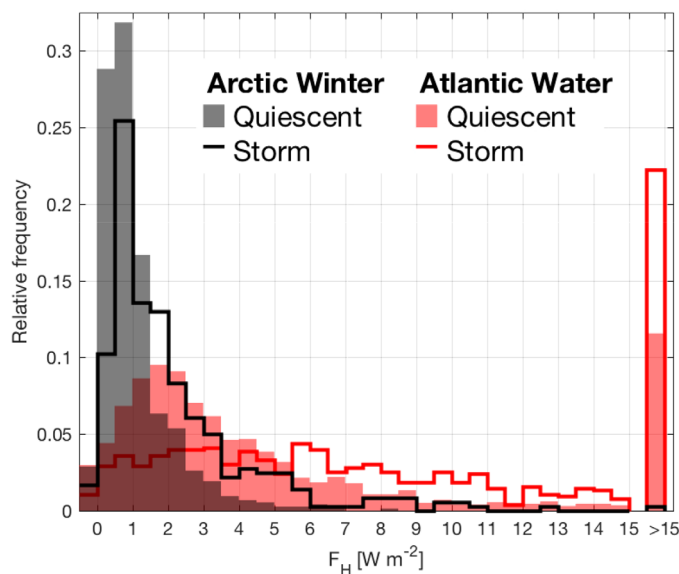 0.3
0.25
0.2
0.15
0.1
0.05
0
Relative frequency
Arctic Winter
Quiescent
Storm
Atlantic Water
Quiescent
Storm
0 1 2 3 4 5 6 7 8 9 10 11 12 13 14 15 >15
F_H [W m⁻²]